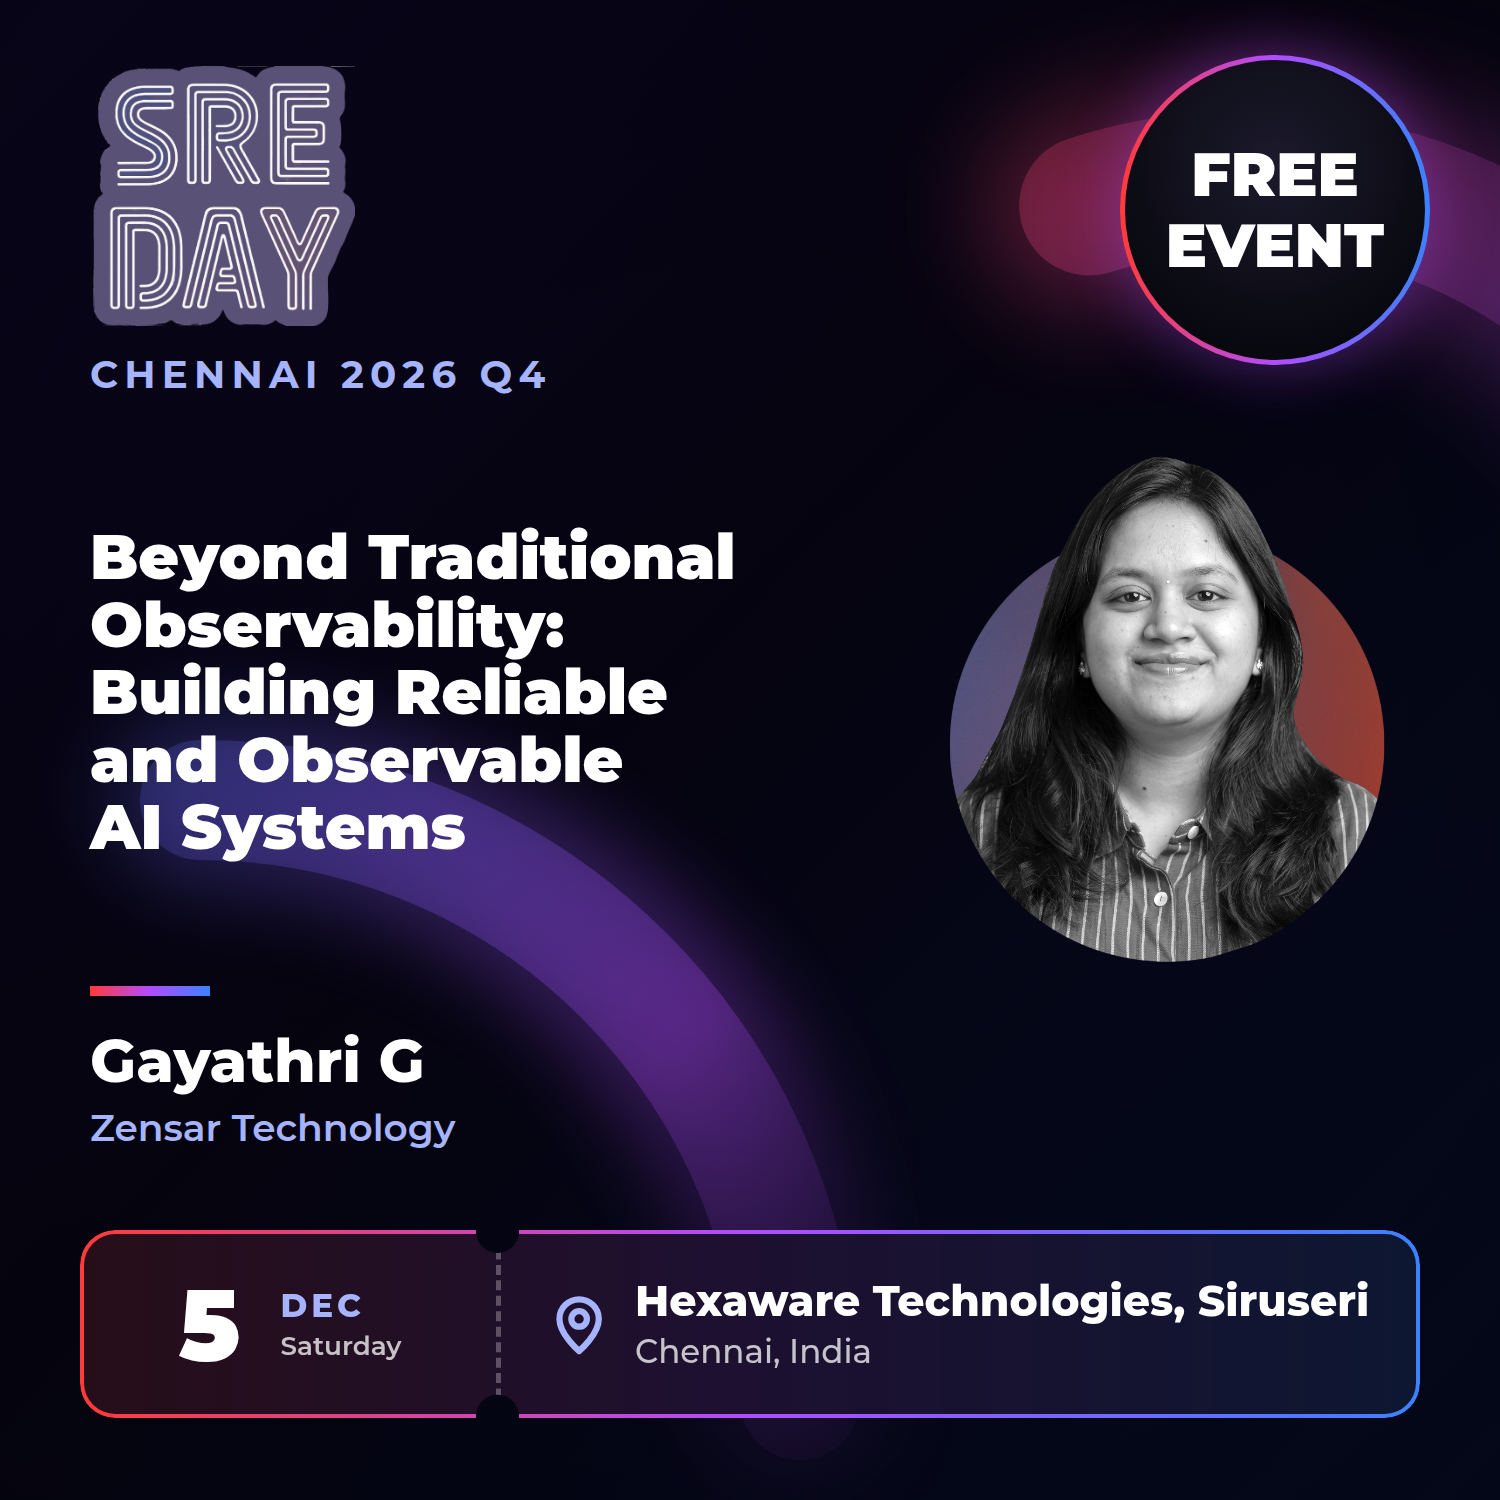 SRE
DAY
CHENNAI 2026 Q4
FREE
EVENT
Beyond Traditional
Observability:
Building Reliable
and Observable
AI Systems
Gayathri G
Zensar Technology
5
DEC
Saturday
Hexaware Technologies, Siruseri
Chennai, India